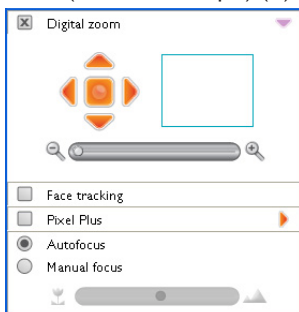 Digital zoom
Face tracking
Pixel Plus
Autofocus
Manual focus